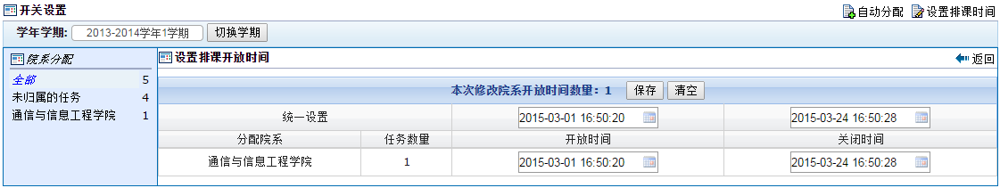 开关设置 自动分配 设置排课时间
学年学期: 2013-2014学年1学期 切换学期
院系分配
全部 5
未归属的任务 4
通信与信息工程学院 1
设置排课开放时间 返回
本次修改院系开放时间数量：1 保存 清空
统一设置 2015-03-01 16:50:20 2015-03-24 16:50:28
分配院系 任务数量 开放时间 关闭时间
通信与信息工程学院 1 2015-03-01 16:50:20 2015-03-24 16:50:28